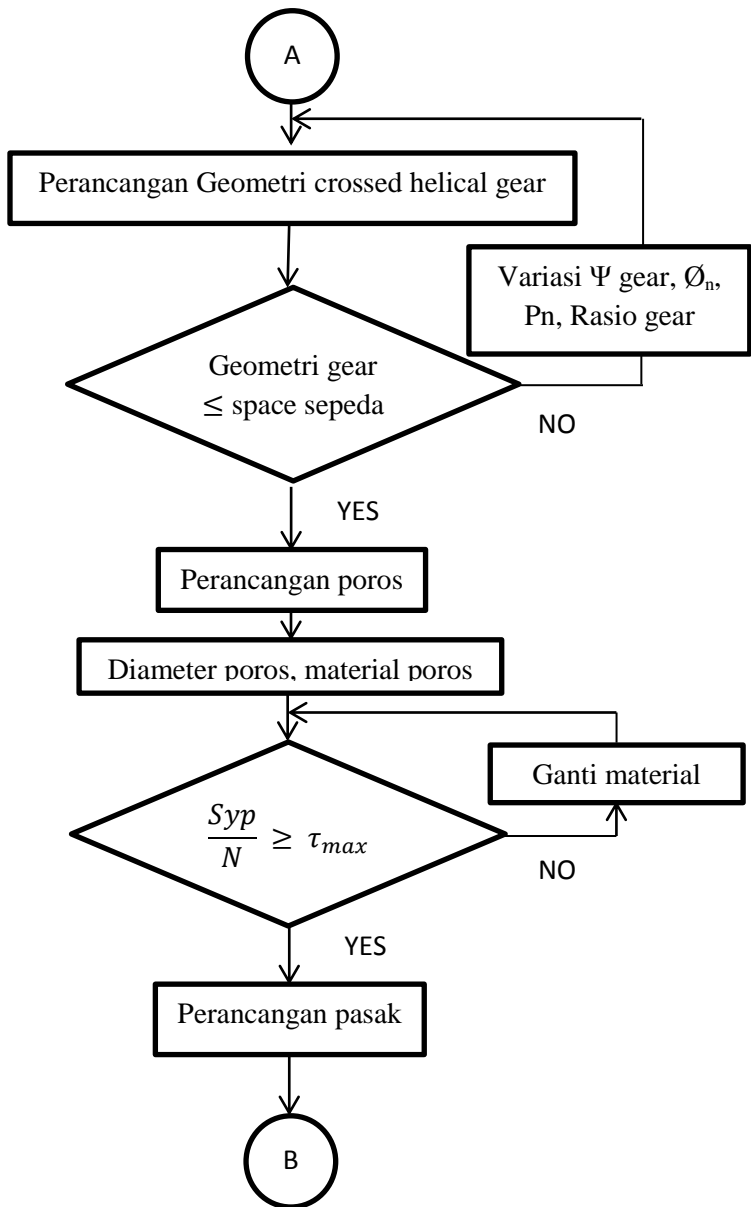 A
Perancangan Geometri crossed helical gear
Variasi Ψ gear, Øₙ,
Pn, Rasio gear
Geometri gear
≤ space sepeda
NO
YES
Perancangan poros
Diameter poros, material poros
Ganti material
Syp/N ≥ τₘₐₓ
NO
YES
Perancangan pasak
B